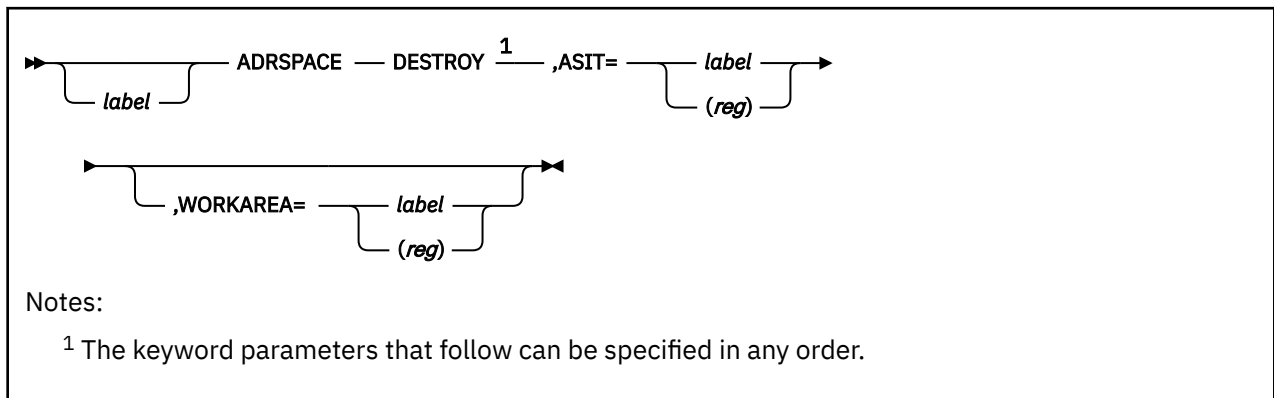 ADRSPACE DESTROY 1 ,ASIT= label
label (reg)
,WORKAREA= label
(reg)
Notes:
1 The keyword parameters that follow can be specified in any order.